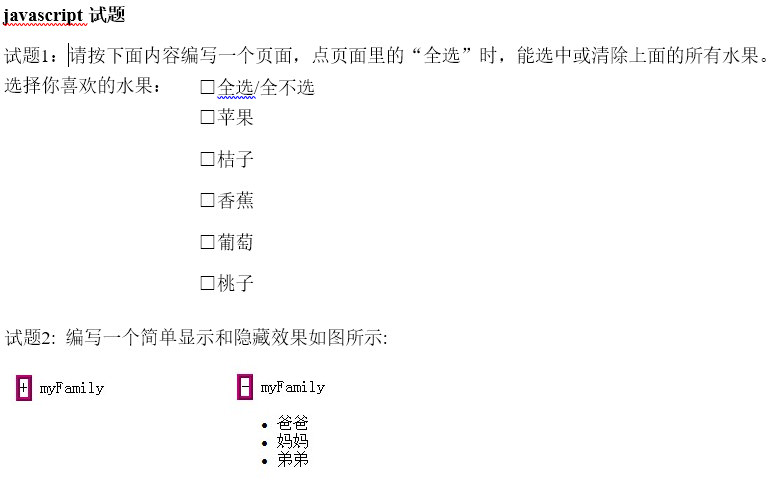 javascript 试题
试题1：请按下面内容编写一个页面，点页面里的“全选”时，能选中或清除上面的所有水果。
选择你喜欢的水果： 全选/全不选
苹果
桔子
香蕉
葡萄
桃子
试题2: 编写一个简单显示和隐藏效果如图所示:
+ myFamily - myFamily
• 爸爸
• 妈妈
• 弟弟